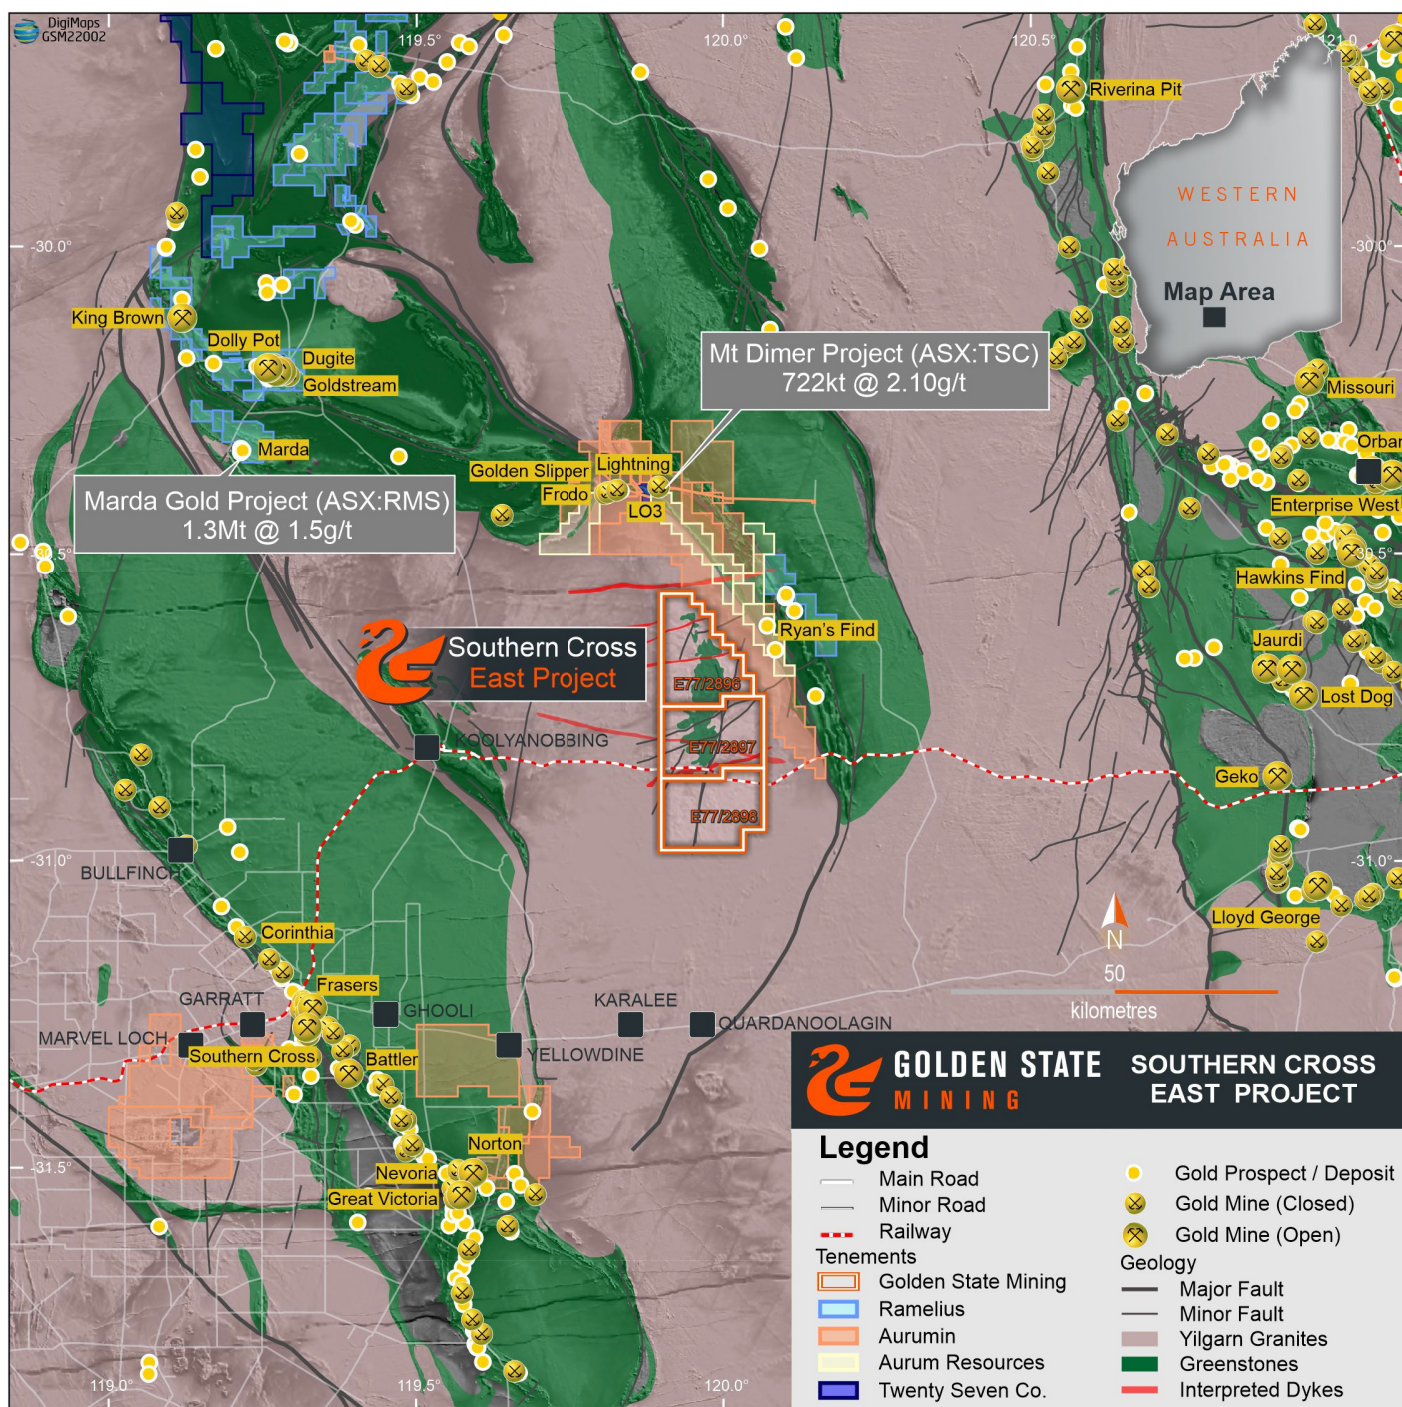 DigiMaps
GSM22002
119.5°
120.0°
120.5°
121.0°
Riverina Pit
WESTERN
AUSTRALIA
Map Area
-30.0°
-30.0°
King Brown
Dolly Pot
Dugite
Goldstream
Mt Dimer Project (ASX:TSC)
722kt @ 2.10g/t
Missouri
Marda
Golden Slipper
Lightning
Frodo
LO3
Marda Gold Project (ASX:RMS)
1.3Mt @ 1.5g/t
Enterprise West
-30.5°
-30.5°
Hawkins Find
Ryan's Find
Jaurdi
Southern Cross
East Project
E77/2896
Lost Dog
KOOLYANOBBING
E77/2897
Geko
E77/2898
-31.0°
-31.0°
BULLFINCH
Corinthia
Lloyd George
N
50
kilometres
Frasers
GARRATT
GHOOLI
KARALEE
QUARDANOOLAGIN
MARVEL LOCH
YELLOWDINE
Southern Cross
Battler
Norton
Nevoria
Great Victoria
-31.5°
119.0°
119.5°
120.0°
GOLDEN STATE
MINING
SOUTHERN CROSS
EAST PROJECT
Legend
Main Road
Minor Road
Railway
Tenements
Golden State Mining
Ramelius
Aurumin
Aurum Resources
Twenty Seven Co.
Gold Prospect / Deposit
Gold Mine (Closed)
Gold Mine (Open)
Geology
Major Fault
Minor Fault
Yilgarn Granites
Greenstones
Interpreted Dykes